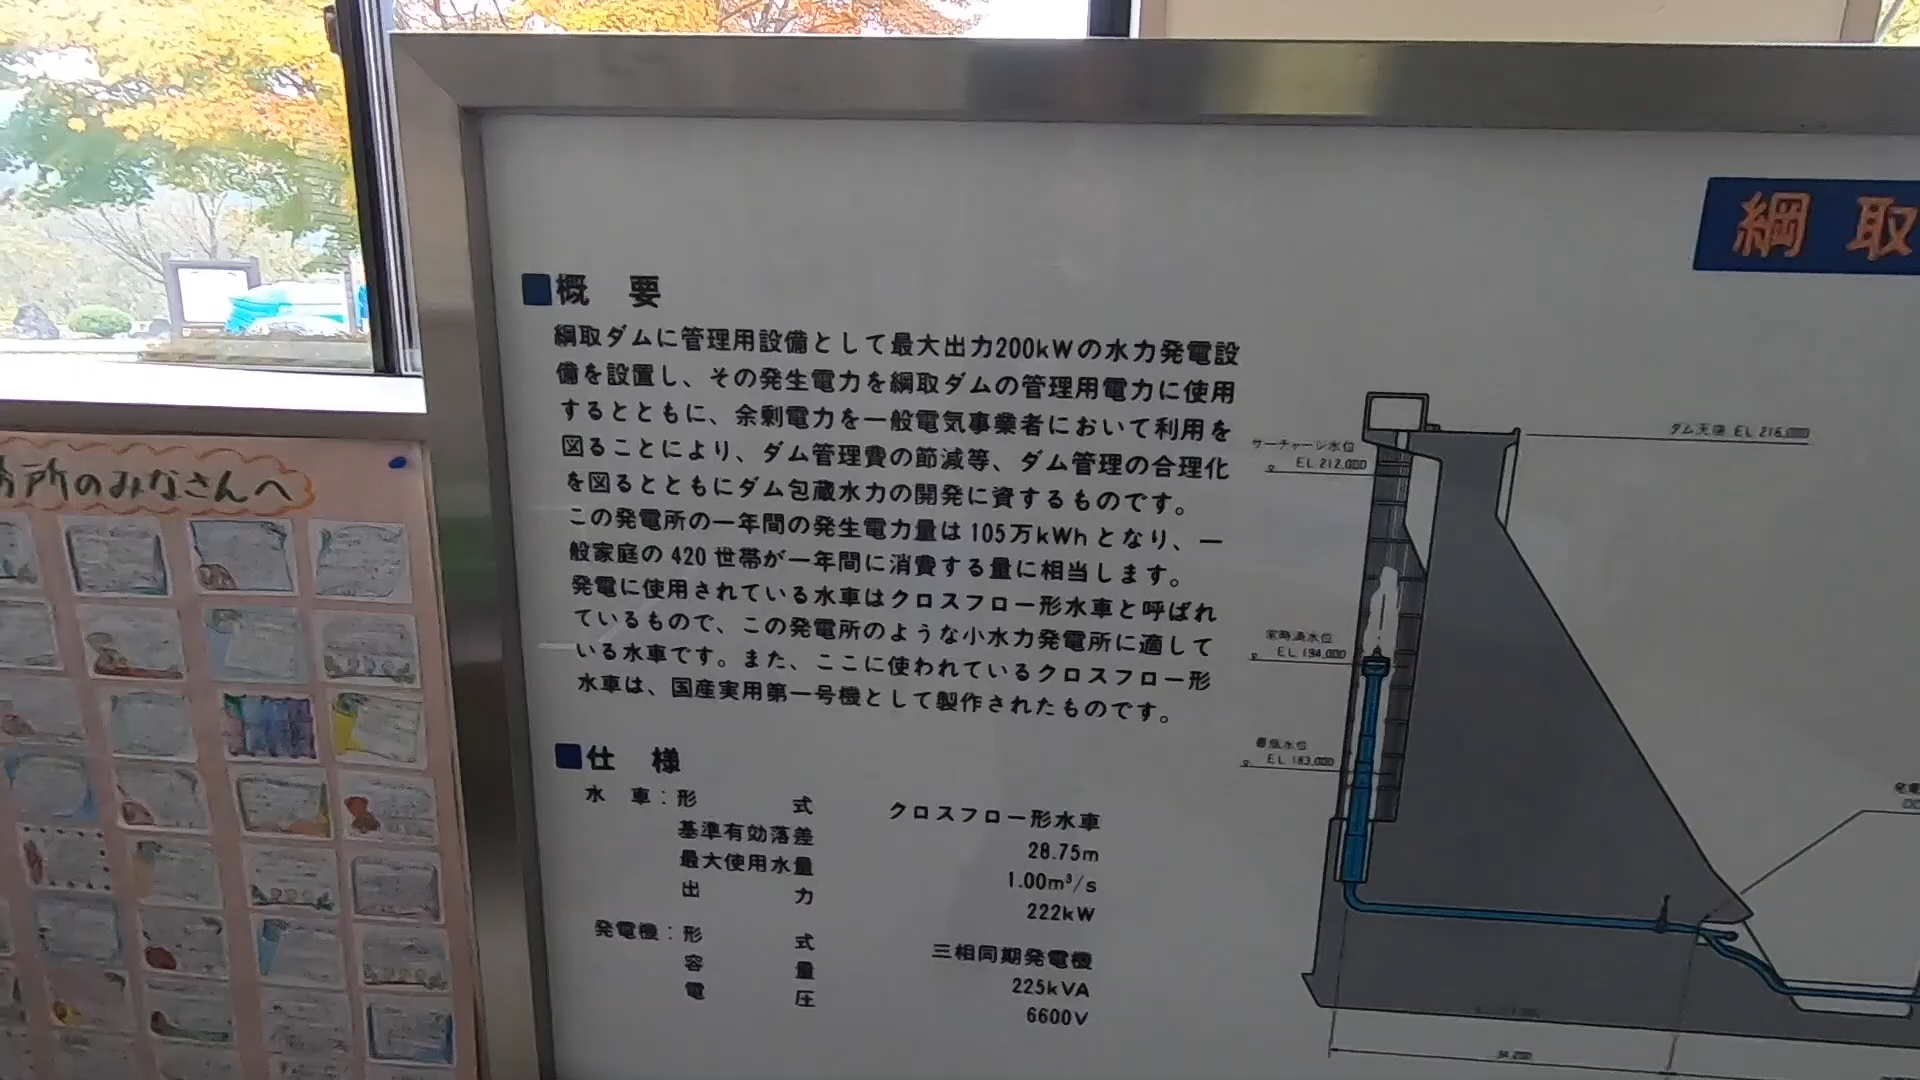 綱取
■概 要
綱取ダムに管理用設備として最大出力200kWの水力発電設
備を設置し、その発生電力を綱取ダムの管理用電力に使用
するとともに、余剰電力を一般電気事業者において利用を
図ることにより、ダム管理費の節減等、ダム管理の合理化
を図るとともにダム包蔵水力の開発に資するものです。
この発電所の一年間の発生電力量は105万kWhとなり、一
般家庭の420世帯が一年間に消費する量に相当します。
発電に使用されている水車はクロスフロー形水車と呼ばれ
ているもので、この発電所のような小水力発電所に適して
いる水車です。また、ここに使われているクロスフロー形
水車は、国産実用第一号機として製作されたものです。
■仕 様
水 車：形 式 クロスフロー形水車
基準有効落差 28.75m
最大使用水量 1.00m³/s
出 力 222kW
発電機：形 式 三相同期発電機
容 量 225kVA
電 圧 6600V
サーチャージ水位
EL 212,000
ダム天端 EL 216,000
常時満水位
EL 194,000
最低水位
EL 183,000
所のみなさんへ